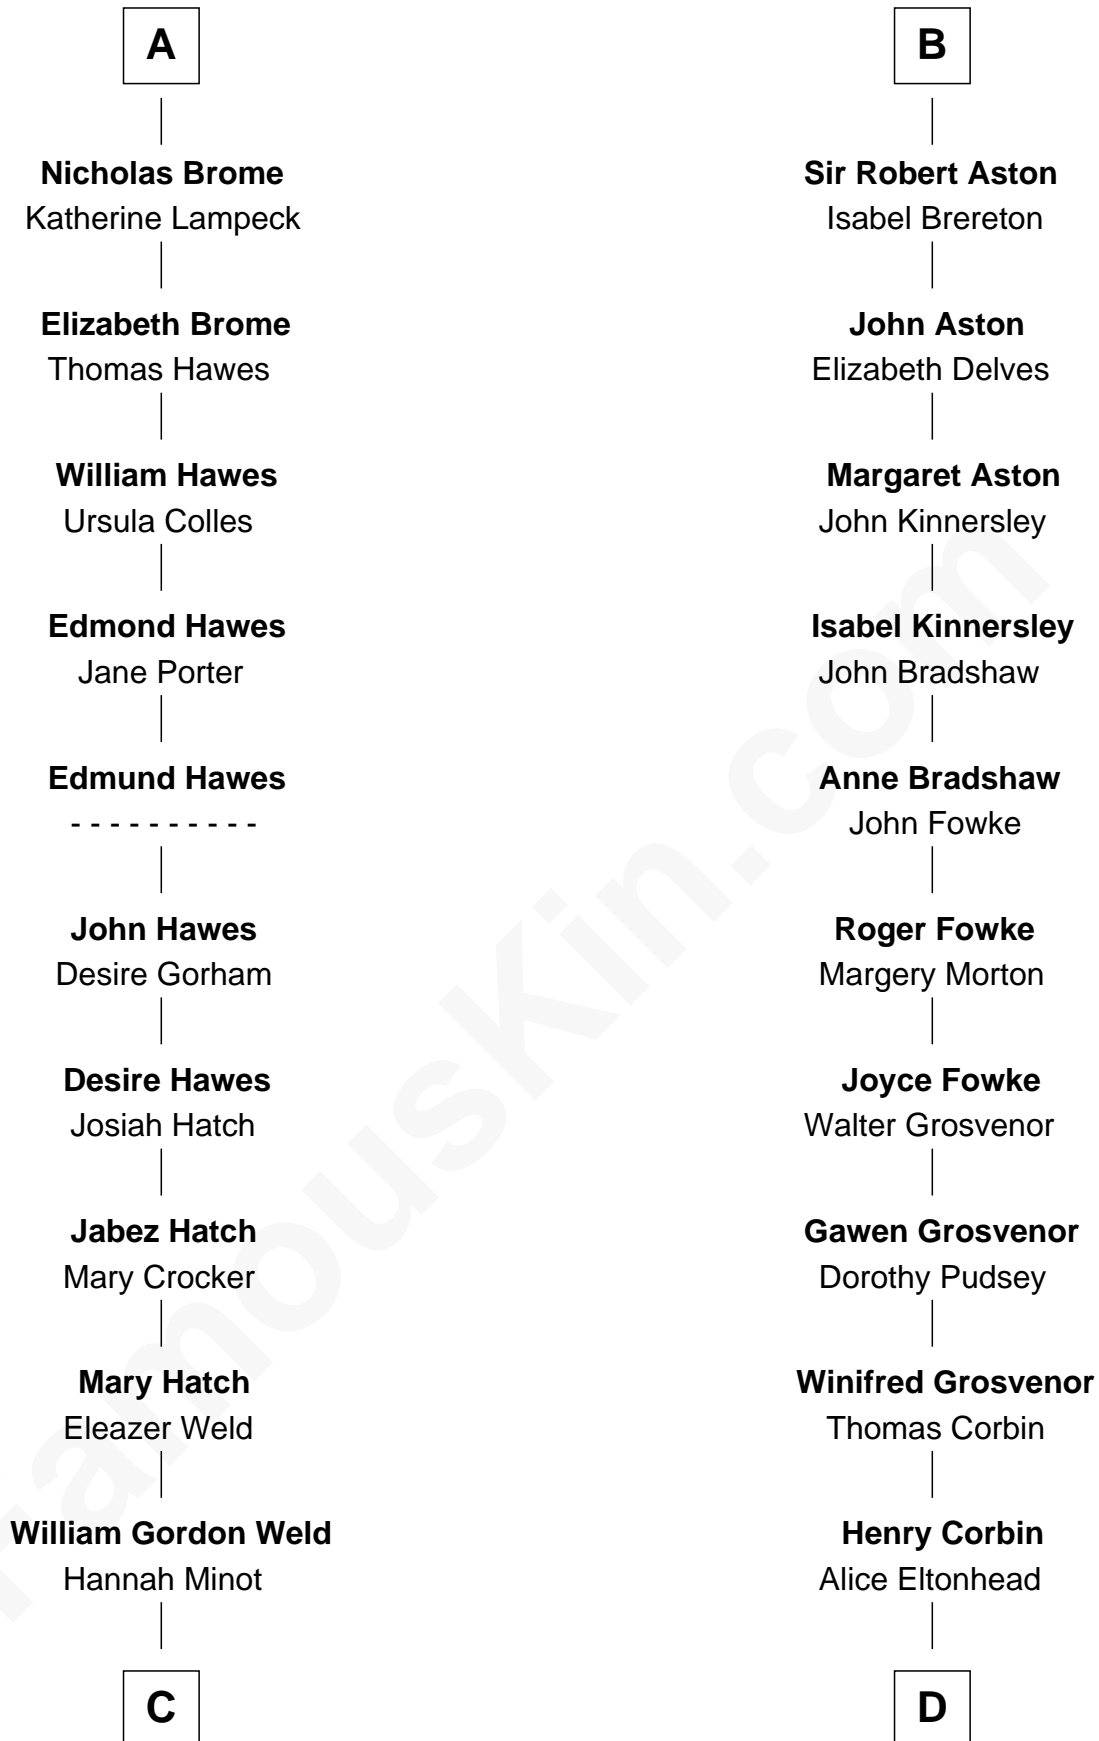 A
Nicholas Brome
Katherine Lampeck
Elizabeth Brome
Thomas Hawes
William Hawes
Ursula Colles
Edmond Hawes
Jane Porter
Edmund Hawes
- - - - - - - - - -
John Hawes
Desire Gorham
Desire Hawes
Josiah Hatch
Jabez Hatch
Mary Crocker
Mary Hatch
Eleazer Weld
William Gordon Weld
Hannah Minot
C
B
Sir Robert Aston
Isabel Brereton
John Aston
Elizabeth Delves
Margaret Aston
John Kinnersley
Isabel Kinnersley
John Bradshaw
Anne Bradshaw
John Fowke
Roger Fowke
Margery Morton
Joyce Fowke
Walter Grosvenor
Gawen Grosvenor
Dorothy Pudsey
Winifred Grosvenor
Thomas Corbin
Henry Corbin
Alice Eltonhead
D
FamousKin.com